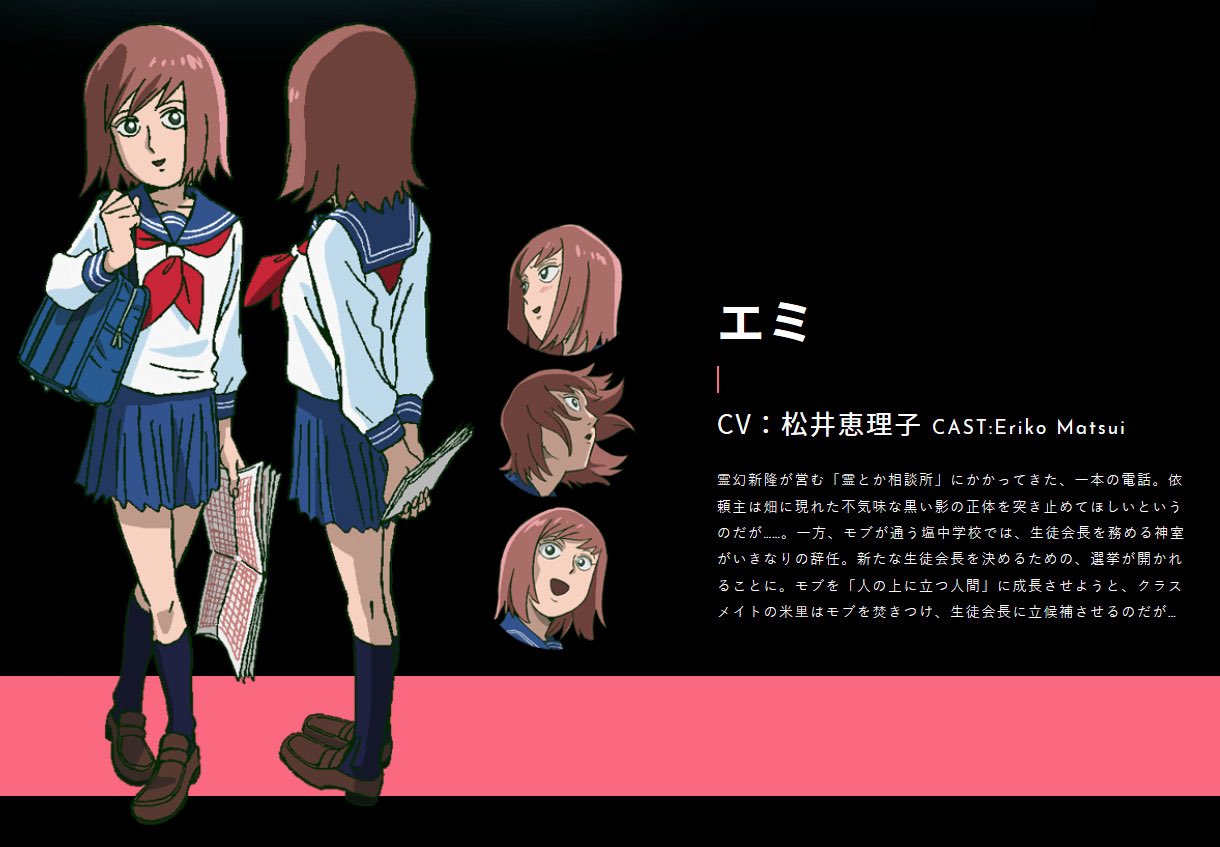 エミ
CV：松井恵理子 CAST:Eriko Matsui
霊幻新隆が営む「霊とか相談所」にかかってきた、一本の電話。依
頼主は畑に現れた不気味な黒い影の正体を突き止めてほしいという
のだが……。一方、モブが通う塩中学校では、生徒会長を務める神室
がいきなりの辞任。新たな生徒会長を決めるための、選挙が開かれ
ることに。モブを「人の上に立つ人間」に成長させようと、クラス
メイトの米里はモブを焚きつけ、生徒会長に立候補させるのだが…